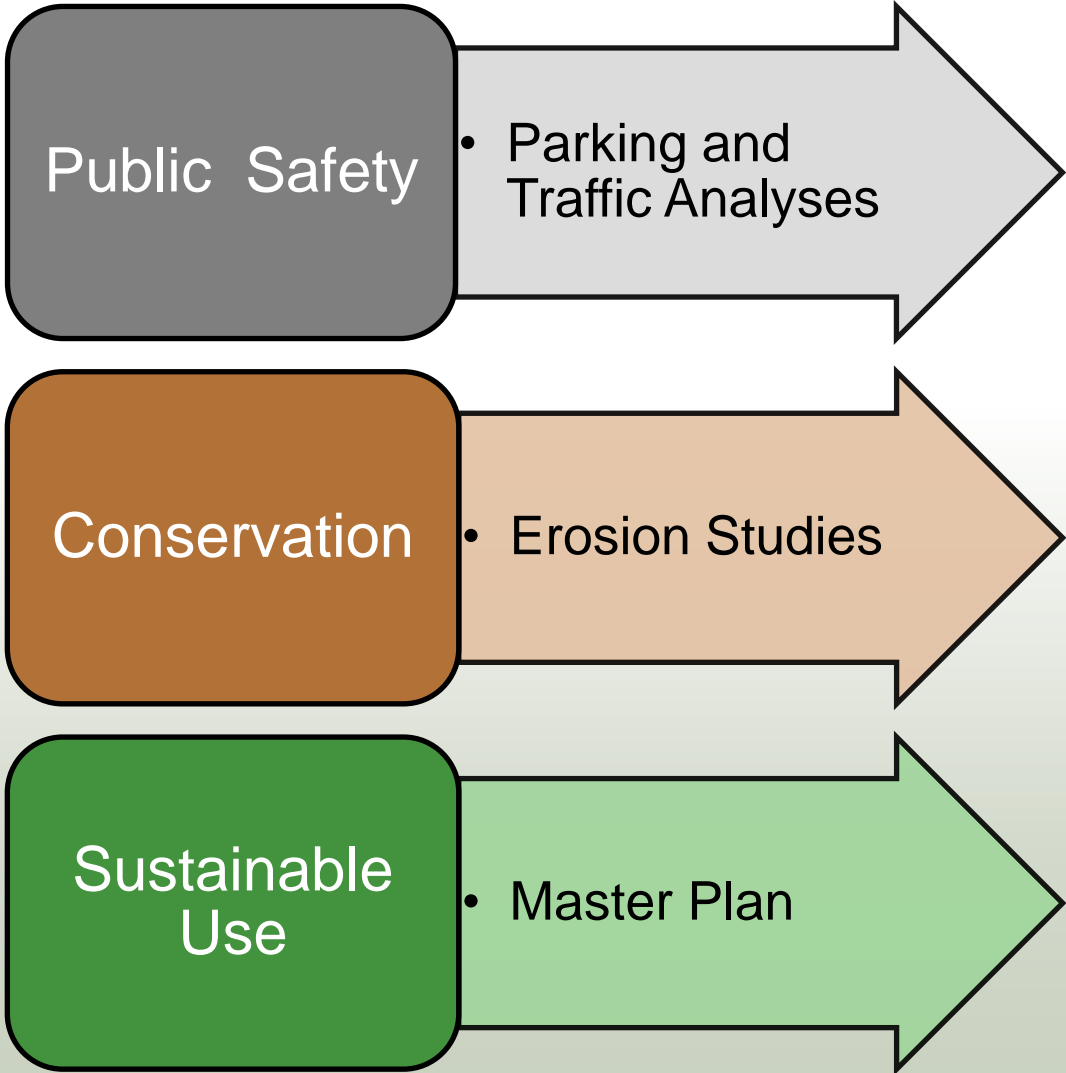 Public  Safety
• Parking and
Traffic Analyses
Conservation
• Erosion Studies
Sustainable
Use
• Master Plan